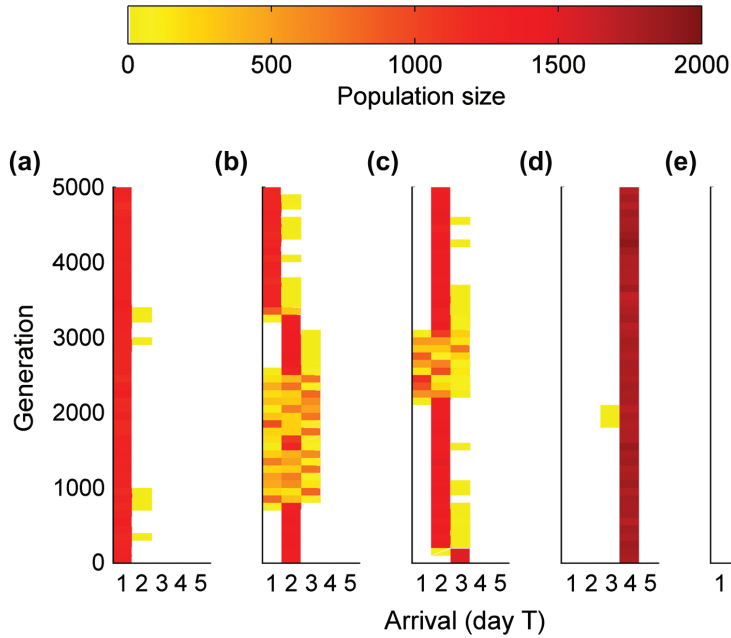 0 500 1000 1500 2000
Population size
(a) (b) (c) (d) (e)
5000
4000
3000
2000
1000
0
Generation
1 2 3 4 5 1 2 3 4 5 1 2 3 4 5 1 2 3 4 5 1
Arrival (day T)